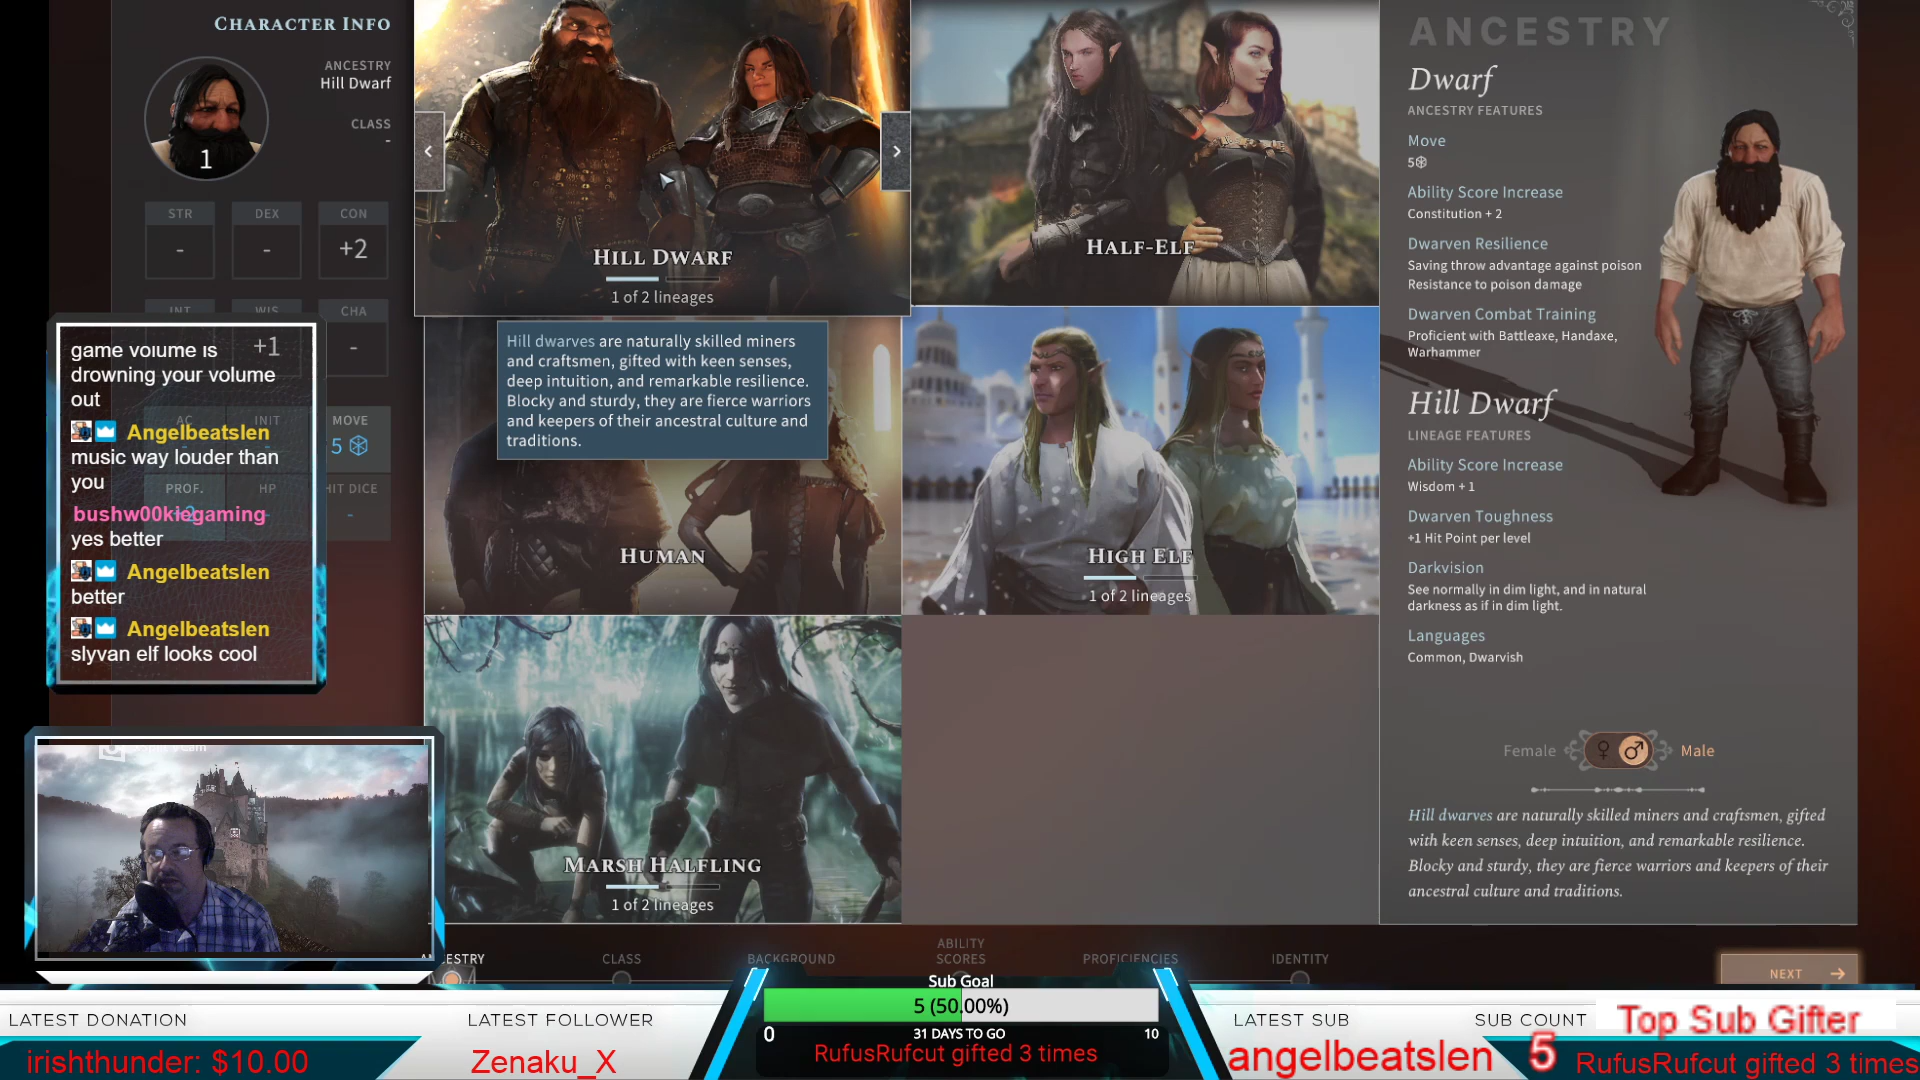 CHARACTER INFO
ANCESTRY
Hill Dwarf
CLASS
-
1
STR
DEX
CON
-
-
+2
INT
WIS
CHA
+1
-
AC
INIT
MOVE
5
PROF.
HP
HIT DICE
+2
-
game volume is
drowning your volume
out
Angelbeatslen
music way louder than
you
bushw00kiegaming
yes better
Angelbeatslen
better
Angelbeatslen
slyvan elf looks cool
HILL DWARF
1 of 2 lineages
Hill dwarves are naturally skilled miners
and craftsmen, gifted with keen senses,
deep intuition, and remarkable resilience.
Blocky and sturdy, they are fierce warriors
and keepers of their ancestral culture and
traditions.
HALF-ELF
HUMAN
HIGH ELF
1 of 2 lineages
MARSH HALFLING
1 of 2 lineages
ANCESTRY
Dwarf
ANCESTRY FEATURES
Move
5
Ability Score Increase
Constitution + 2
Dwarven Resilience
Saving throw advantage against poison
Resistance to poison damage
Dwarven Combat Training
Proficient with Battleaxe, Handaxe,
Warhammer
Hill Dwarf
LINEAGE FEATURES
Ability Score Increase
Wisdom + 1
Dwarven Toughness
+1 Hit Point per level
Darkvision
See normally in dim light, and in natural
darkness as if in dim light.
Languages
Common, Dwarvish
Female
Male
Hill dwarves are naturally skilled miners and craftsmen, gifted
with keen senses, deep intuition, and remarkable resilience.
Blocky and sturdy, they are fierce warriors and keepers of their
ancestral culture and traditions.
ESTRY
CLASS
BACKGROUND
ABILITY
SCORES
PROFICIENCIES
IDENTITY
NEXT
LATEST DONATION
irishthunder: $10.00
LATEST FOLLOWER
Zenaku_X
Sub Goal
5 (50.00%)
0
31 DAYS TO GO
10
RufusRufcut gifted 3 times
LATEST SUB
angelbeatslen
SUB COUNT
5
Top Sub Gifter
RufusRufcut gifted 3 times